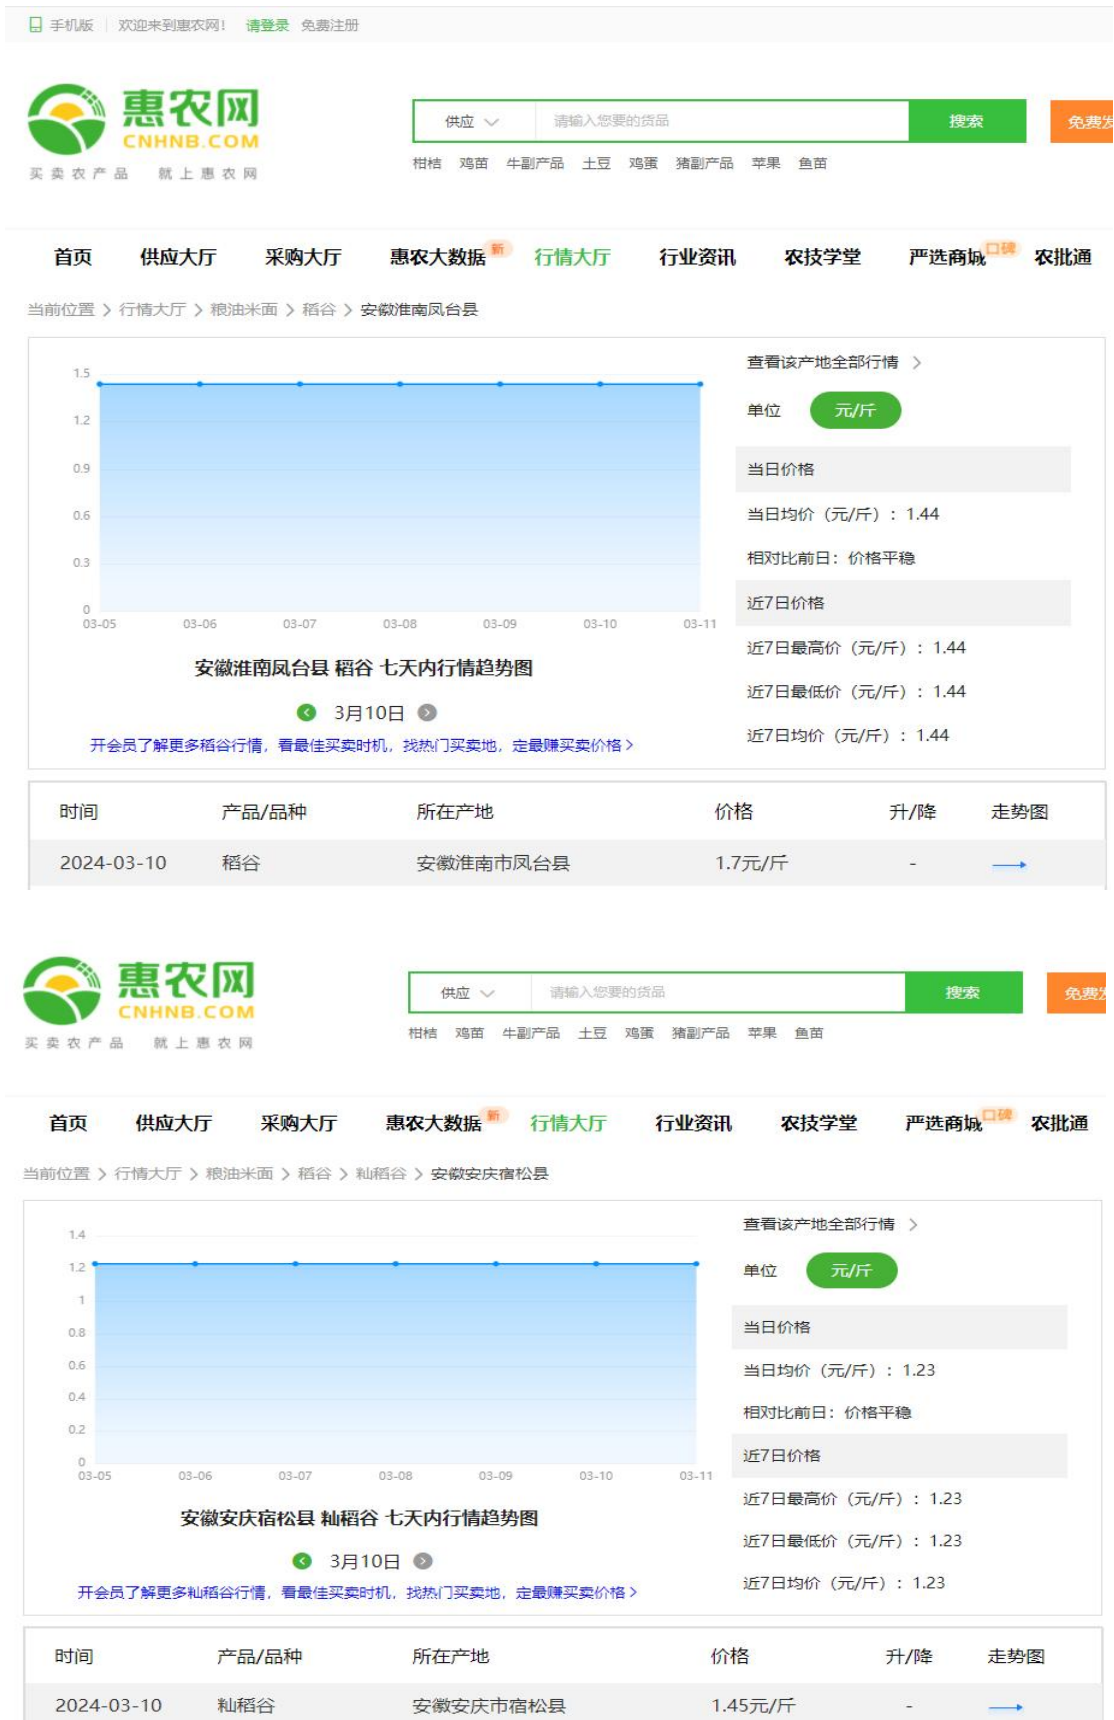 手机版 欢迎来到惠农网! 请登录 免费注册
惠农网
CNHNB.COM
买卖农产品 就上惠农网
供应 请输入您要的货品 搜索 免费发
柑桔 鸡苗 牛副产品 土豆 鸡蛋 猪副产品 苹果 鱼苗
首页 供应大厅 采购大厅 惠农大数据 新 行情大厅 行业资讯 农技学堂 严选商城 口碑 农批通
当前位置 > 行情大厅 > 粮油米面 > 稻谷 > 安徽淮南凤台县
1.5
1.2
0.9
0.6
0.3
0
03-05 03-06 03-07 03-08 03-09 03-10 03-11
安徽淮南凤台县 稻谷 七天内行情趋势图
3月10日
开会员了解更多稻谷行情,看最佳买卖时机,找热门买卖地,定最赚买卖价格 >
查看该产地全部行情 >
单位 元/斤
当日价格
当日均价(元/斤):1.44
相对比前日:价格平稳
近7日价格
近7日最高价(元/斤):1.44
近7日最低价(元/斤):1.44
近7日均价(元/斤):1.44
时间 产品/品种 所在产地 价格 升/降 走势图
2024-03-10 稻谷 安徽淮南市凤台县 1.7元/斤 -
惠农网
CNHNB.COM
买卖农产品 就上惠农网
供应 请输入您要的货品 搜索 免费发
柑桔 鸡苗 牛副产品 土豆 鸡蛋 猪副产品 苹果 鱼苗
首页 供应大厅 采购大厅 惠农大数据 新 行情大厅 行业资讯 农技学堂 严选商城 口碑 农批通
当前位置 > 行情大厅 > 粮油米面 > 稻谷 > 籼稻谷 > 安徽安庆宿松县
1.4
1.2
1
0.8
0.6
0.4
0.2
0
03-05 03-06 03-07 03-08 03-09 03-10 03-11
安徽安庆宿松县 籼稻谷 七天内行情趋势图
3月10日
开会员了解更多籼稻谷行情,看最佳买卖时机,找热门买卖地,定最赚买卖价格 >
查看该产地全部行情 >
单位 元/斤
当日价格
当日均价(元/斤):1.23
相对比前日:价格平稳
近7日价格
近7日最高价(元/斤):1.23
近7日最低价(元/斤):1.23
近7日均价(元/斤):1.23
时间 产品/品种 所在产地 价格 升/降 走势图
2024-03-10 籼稻谷 安徽安庆市宿松县 1.45元/斤 -